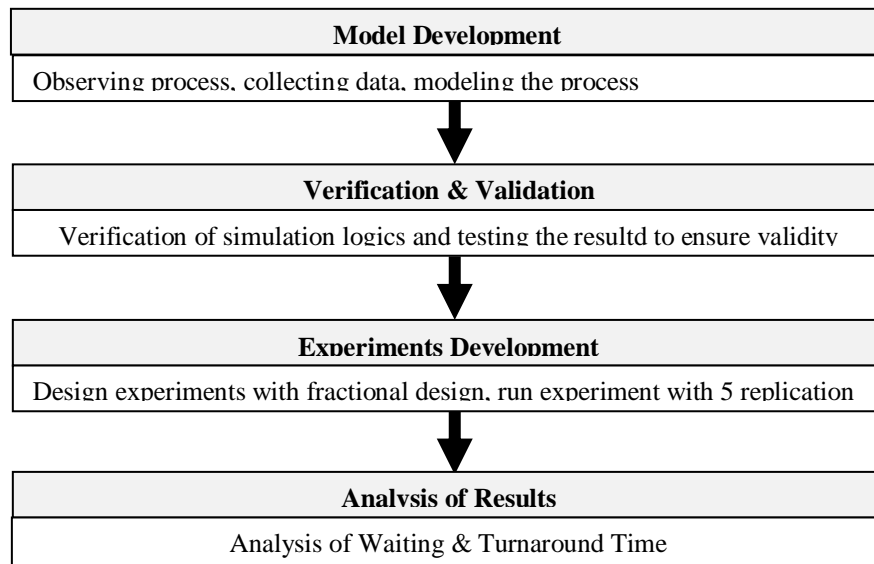 Model Development
Observing process, collecting data, modeling the process
Verification & Validation
Verification of simulation logics and testing the resultd to ensure validity
Experiments Development
Design experiments with fractional design, run experiment with 5 replication
Analysis of Results
Analysis of Waiting & Turnaround Time